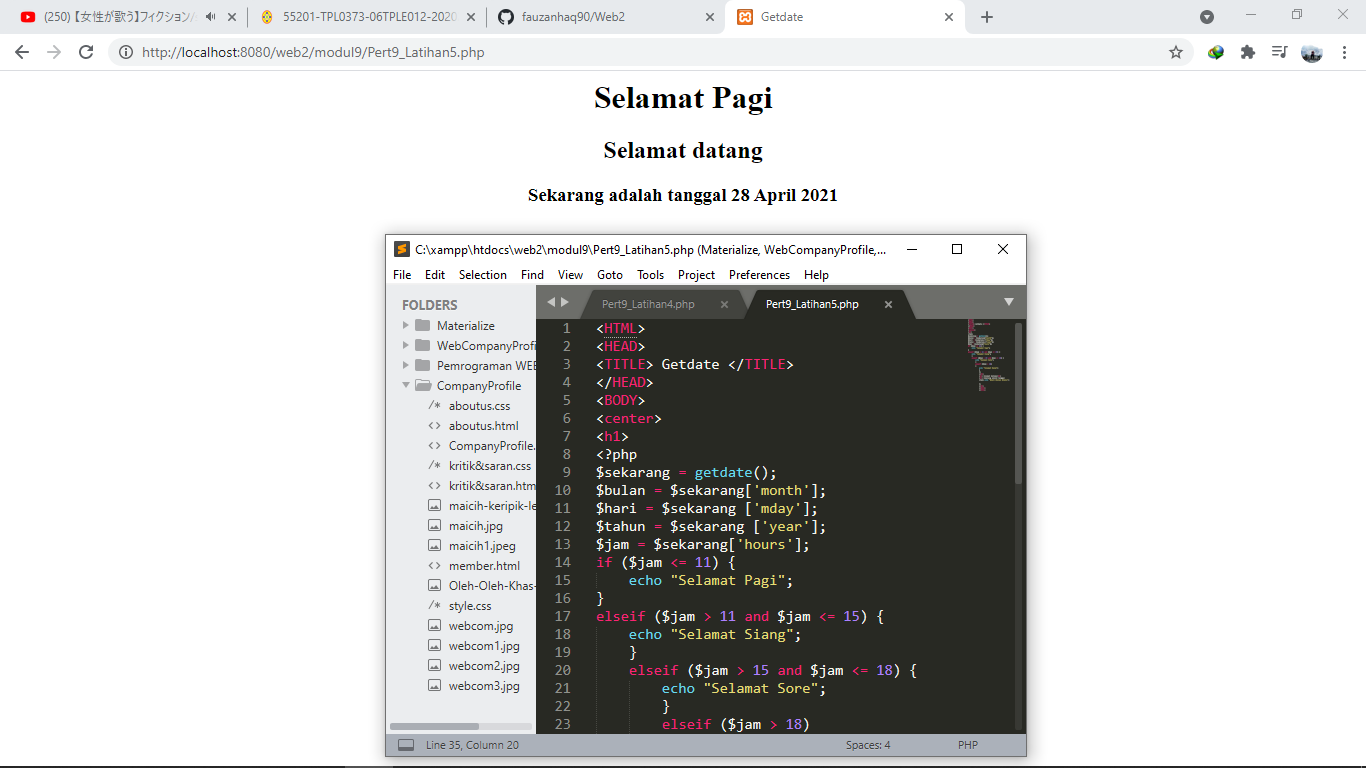 (250) 【女性が歌う】フィクション/
55201-TPL0373-06TPLE012-2020
fauzanhaq90/Web2
Getdate
http://localhost:8080/web2/modul9/Pert9_Latihan5.php
Selamat Pagi
Selamat datang
Sekarang adalah tanggal 28 April 2021
C:\xampp\htdocs\web2\modul9\Pert9_Latihan5.php (Materialize, WebCompanyProfile,...
File Edit Selection Find View Goto Tools Project Preferences Help
FOLDERS
Materialize
WebCompanyProfi
Pemrograman WEB
CompanyProfile
/* aboutus.css
<> aboutus.html
<> CompanyProfile.
/* kritik&saran.css
<> kritik&saran.htm
maicih-keripik-le
maicih.jpg
maicih1.jpeg
<> member.html
Oleh-Oleh-Khas-
/* style.css
webcom.jpg
webcom1.jpg
webcom2.jpg
webcom3.jpg
Pert9_Latihan4.php
Pert9_Latihan5.php
1 <HTML>
2 <HEAD>
3 <TITLE> Getdate </TITLE>
4 </HEAD>
5 <BODY>
6 <center>
7 <h1>
8 <?php
9 $sekarang = getdate();
10 $bulan = $sekarang['month'];
11 $hari = $sekarang ['mday'];
12 $tahun = $sekarang ['year'];
13 $jam = $sekarang['hours'];
14 if ($jam <= 11) {
15 echo "Selamat Pagi";
16 }
17 elseif ($jam > 11 and $jam <= 15) {
18 echo "Selamat Siang";
19 }
20 elseif ($jam > 15 and $jam <= 18) {
21 echo "Selamat Sore";
22 }
23 elseif ($jam > 18)
Line 35, Column 20
Spaces: 4
PHP